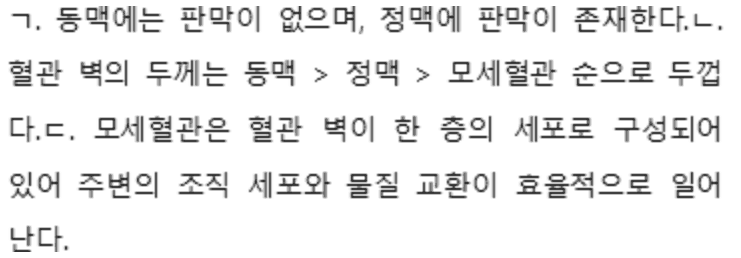 ㄱ. 동맥에는 판막이 없으며, 정맥에 판막이 존재한다.ㄴ.
혈관 벽의 두께는 동맥 > 정맥 > 모세혈관 순으로 두껍
다.ㄷ. 모세혈관은 혈관 벽이 한 층의 세포로 구성되어
있어 주변의 조직 세포와 물질 교환이 효율적으로 일어
난다.